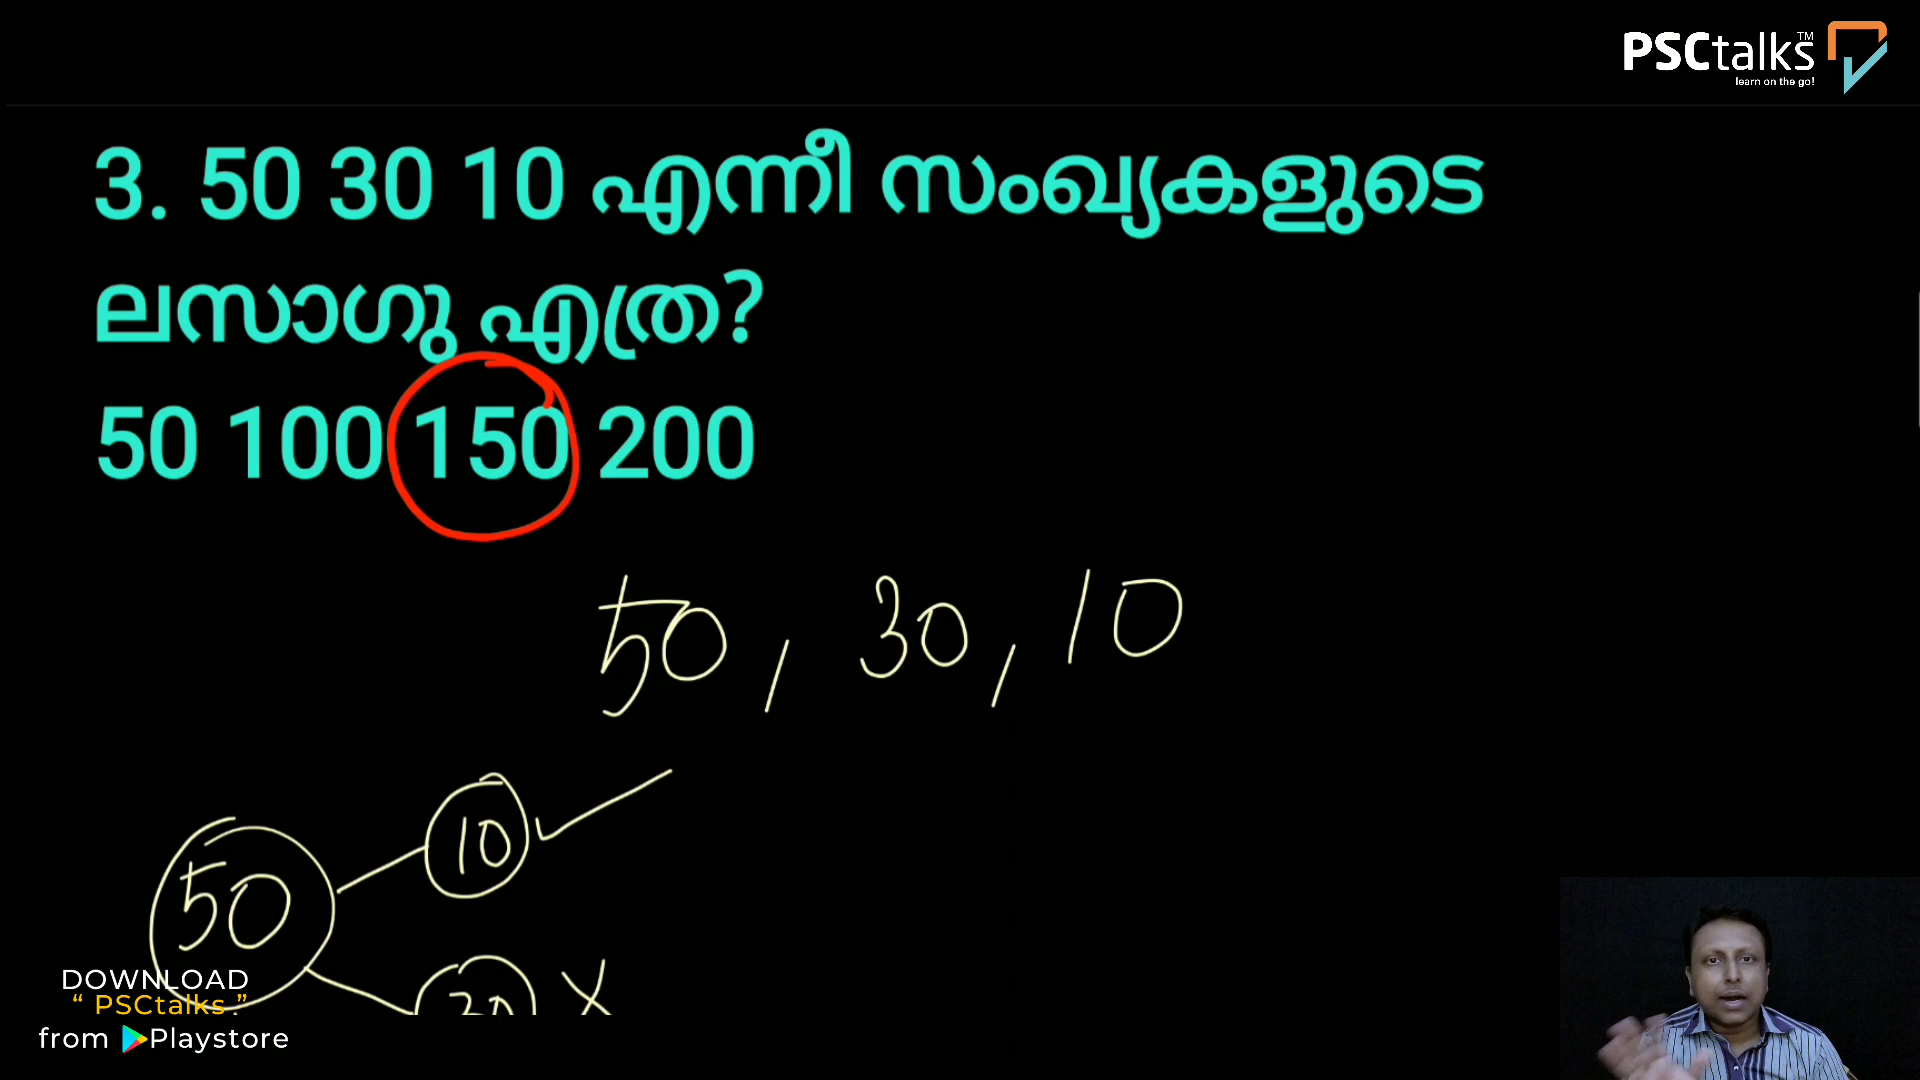 PSCtalks™
learn on the go!
3. 50 30 10 എന്നീ സംഖ്യകളുടെ
ലസാഗു എത്ര?
50 100 150 200
50, 30, 10
10
50
30 X
DOWNLOAD
“ PSCtalks ”
from Playstore